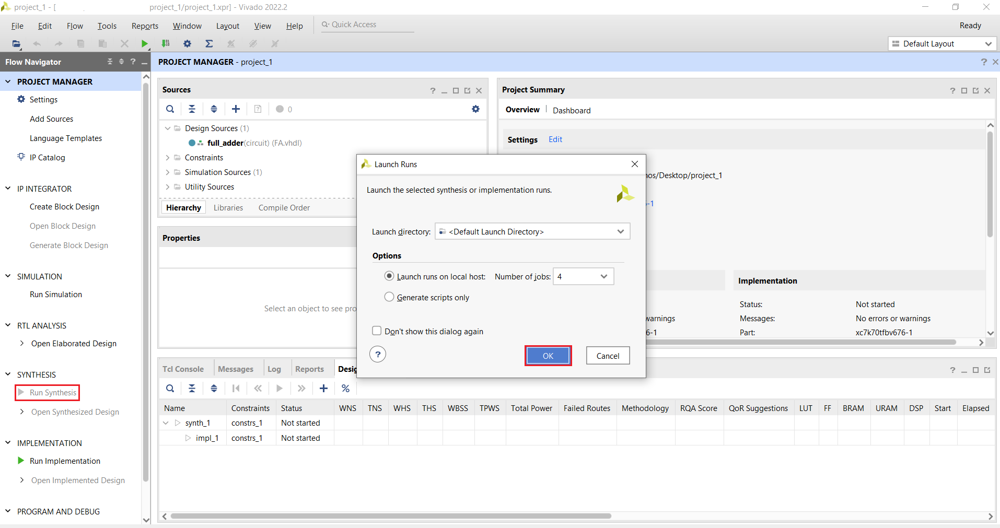 project_1 - [ project_1/project_1.xpr] - Vivado 2022.2
File Edit Flow Tools Reports Window Layout View Help
Quick Access
Ready
Default Layout
Flow Navigator
PROJECT MANAGER
Settings
Add Sources
Language Templates
IP Catalog
IP INTEGRATOR
Create Block Design
Open Block Design
Generate Block Design
SIMULATION
Run Simulation
RTL ANALYSIS
Open Elaborated Design
SYNTHESIS
Run Synthesis
Open Synthesized Design
IMPLEMENTATION
Run Implementation
Open Implemented Design
PROGRAM AND DEBUG
PROJECT MANAGER - project_1
Sources
0
Design Sources (1)
full_adder(circuit) (FA.vhdl)
Constraints
Simulation Sources (1)
Utility Sources
Hierarchy Libraries Compile Order
Properties
Select an object to see pro
Project Summary
Overview Dashboard
Settings Edit
nos/Desktop/project_1
6-1
Implementation
warnings
6-1
Status: Not started
Messages: No errors or warnings
Part: xc7k70tfbv676-1
Launch Runs
Launch the selected synthesis or implementation runs.
Launch directory: <Default Launch Directory>
Options
Launch runs on local host: Number of jobs: 4
Generate scripts only
Don't show this dialog again
? OK Cancel
Tcl Console Messages Log Reports Desig
Name Constraints Status WNS TNS WHS THS WBSS TPWS Total Power Failed Routes Methodology RQA Score QoR Suggestions LUT FF BRAM URAM DSP Start Elapsed
synth_1 constrs_1 Not started
impl_1 constrs_1 Not started